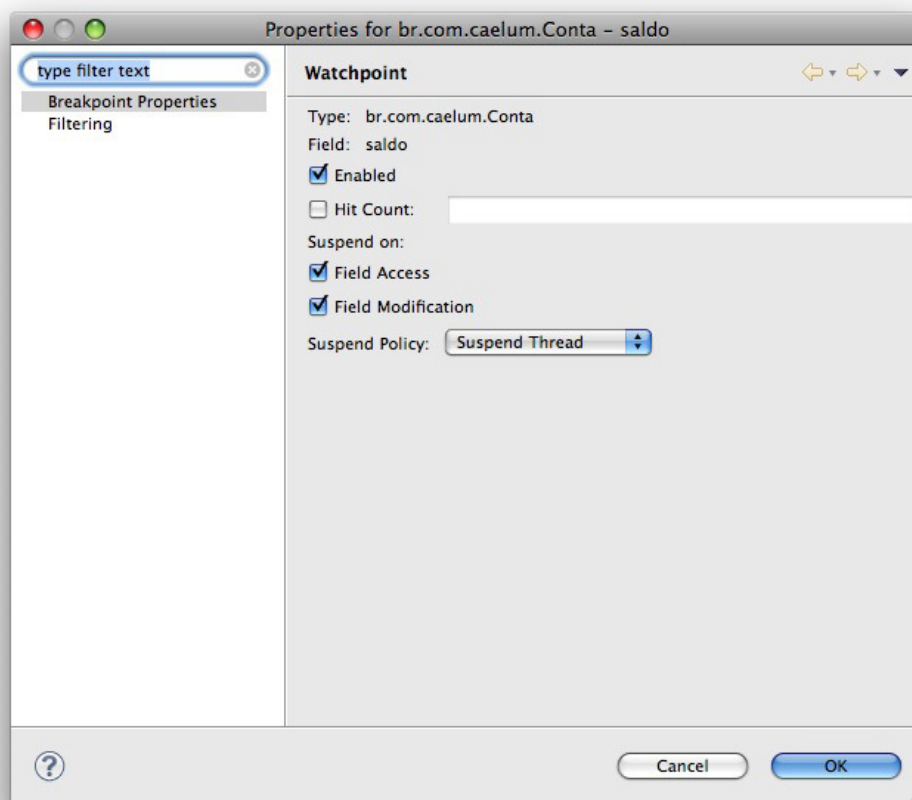 Properties for br.com.caelum.Conta – saldo
type filter text
Breakpoint Properties
Filtering
Watchpoint
Type: br.com.caelum.Conta
Field: saldo
Enabled
Hit Count:
Suspend on:
Field Access
Field Modification
Suspend Policy: Suspend Thread
?
Cancel OK